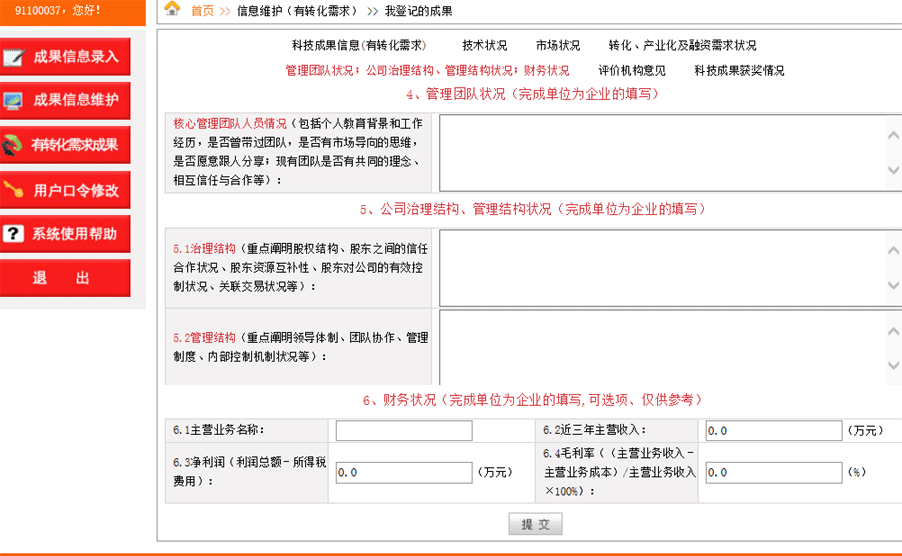 91100037，您好！
首页 >> 信息维护（有转化需求） >> 我登记的成果
成果信息录入
成果信息维护
有转化需求成果
用户口令修改
系统使用帮助
退 出
科技成果信息(有转化需求) 技术状况 市场状况 转化、产业化及融资需求状况
管理团队状况；公司治理结构、管理结构状况；财务状况 评价机构意见 科技成果获奖情况
4、管理团队状况（完成单位为企业的填写）
核心管理团队人员情况（包括个人教育背景和工作
经历，是否曾带过团队，是否有市场导向的思维，
是否愿意跟人分享；现有团队是否有共同的理念、
相互信任与合作等）：
5、公司治理结构、管理结构状况（完成单位为企业的填写）
5.1治理结构（重点阐明股权结构、股东之间的信任
合作状况、股东资源互补性、股东对公司的有效控
制状况、关联交易状况等）：
5.2管理结构（重点阐明领导体制、团队协作、管理
制度、内部控制机制状况等）：
6、财务状况（完成单位为企业的填写,可选项、仅供参考）
6.1主营业务名称：
6.2近三年主营收入： 0.0 （万元）
6.3净利润（利润总额－所得税
费用）： 0.0 （万元）
6.4毛利率（（主营业务收入－
主营业务成本）/主营业务收入
×100%）： 0.0 （%）
提 交